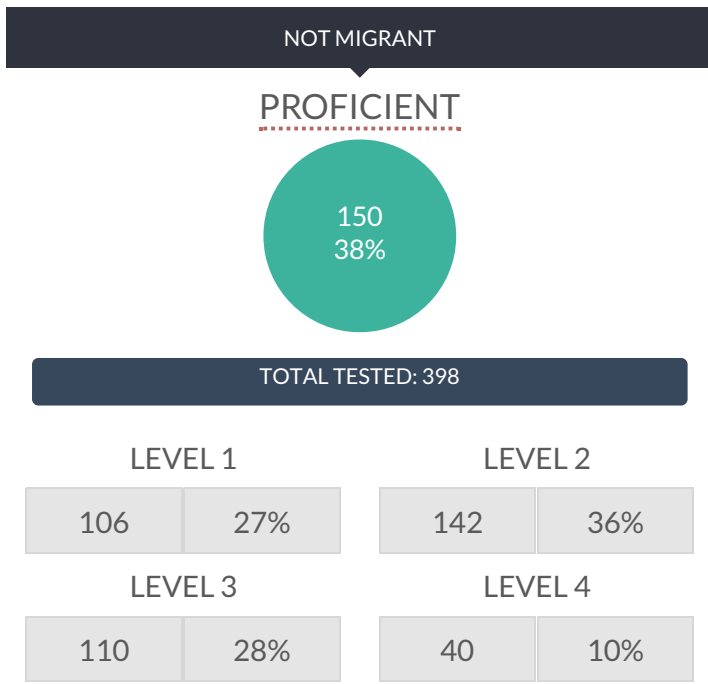 NOT MIGRANT
PROFICIENT
150
38%
TOTAL TESTED: 398
LEVEL 1
106 27%
LEVEL 2
142 36%
LEVEL 3
110 28%
LEVEL 4
40 10%